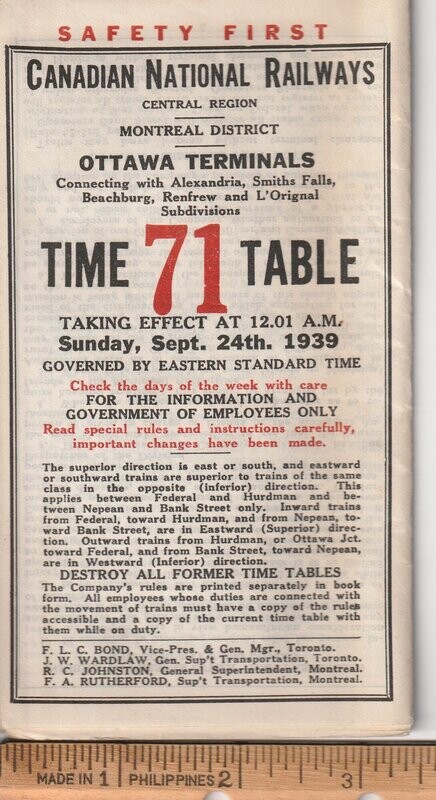 SAFETY FIRST
CANADIAN NATIONAL RAILWAYS
CENTRAL REGION
MONTREAL DISTRICT
OTTAWA TERMINALS
Connecting with Alexandria, Smiths Falls,
Beachburg, Renfrew and L'Orignal
Subdivisions
TIME 71 TABLE
TAKING EFFECT AT 12.01 A.M.
Sunday, Sept. 24th. 1939
GOVERNED BY EASTERN STANDARD TIME
Check the days of the week with care
FOR THE INFORMATION AND
GOVERNMENT OF EMPLOYEES ONLY
Read special rules and instructions carefully,
important changes have been made.
The superior direction is east or south, and eastward
or southward trains are superior to trains of the same
class in the opposite (inferior) direction. This
applies between Federal and Hurdman and be-
tween Nepean and Bank Street only. Inward trains
from Federal, toward Hurdman, and from Nepean, to-
ward Bank Street, are in Eastward (Superior) direc-
tion. Outward trains from Hurdman, or Ottawa Jct.
toward Federal, and from Bank Street, toward Nepean,
are in Westward (Inferior) direction.
DESTROY ALL FORMER TIME TABLES
The Company's rules are printed separately in book
form. All employees whose duties are connected with
the movement of trains must have a copy of the rules
accessible and a copy of the current time table with
them while on duty.
F. L. C. BOND, Vice-Pres. & Gen. Mgr., Toronto.
J. W. WARDLAW, Gen. Sup't Transportation, Toronto.
R. C. JOHNSTON, General Superintendent, Montreal.
F. A. RUTHERFORD, Sup't Transportation, Montreal.
MADE IN 1 PHILIPPINES 2 3